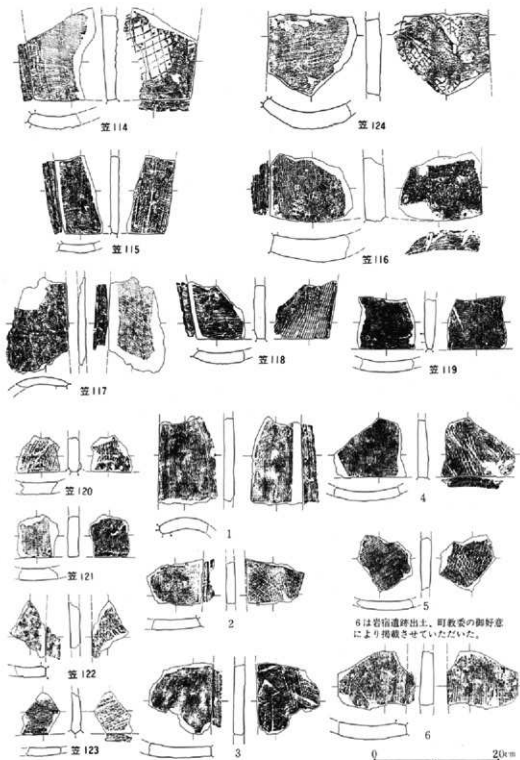 笠114
笠124
笠115
笠116
笠117
笠118
笠119
笠120
笠121
笠122
笠123
1
2
3
4
5
6は岩宿遺跡出土、町教委の御好意
により掲載させていただいた。
6
0 20cm